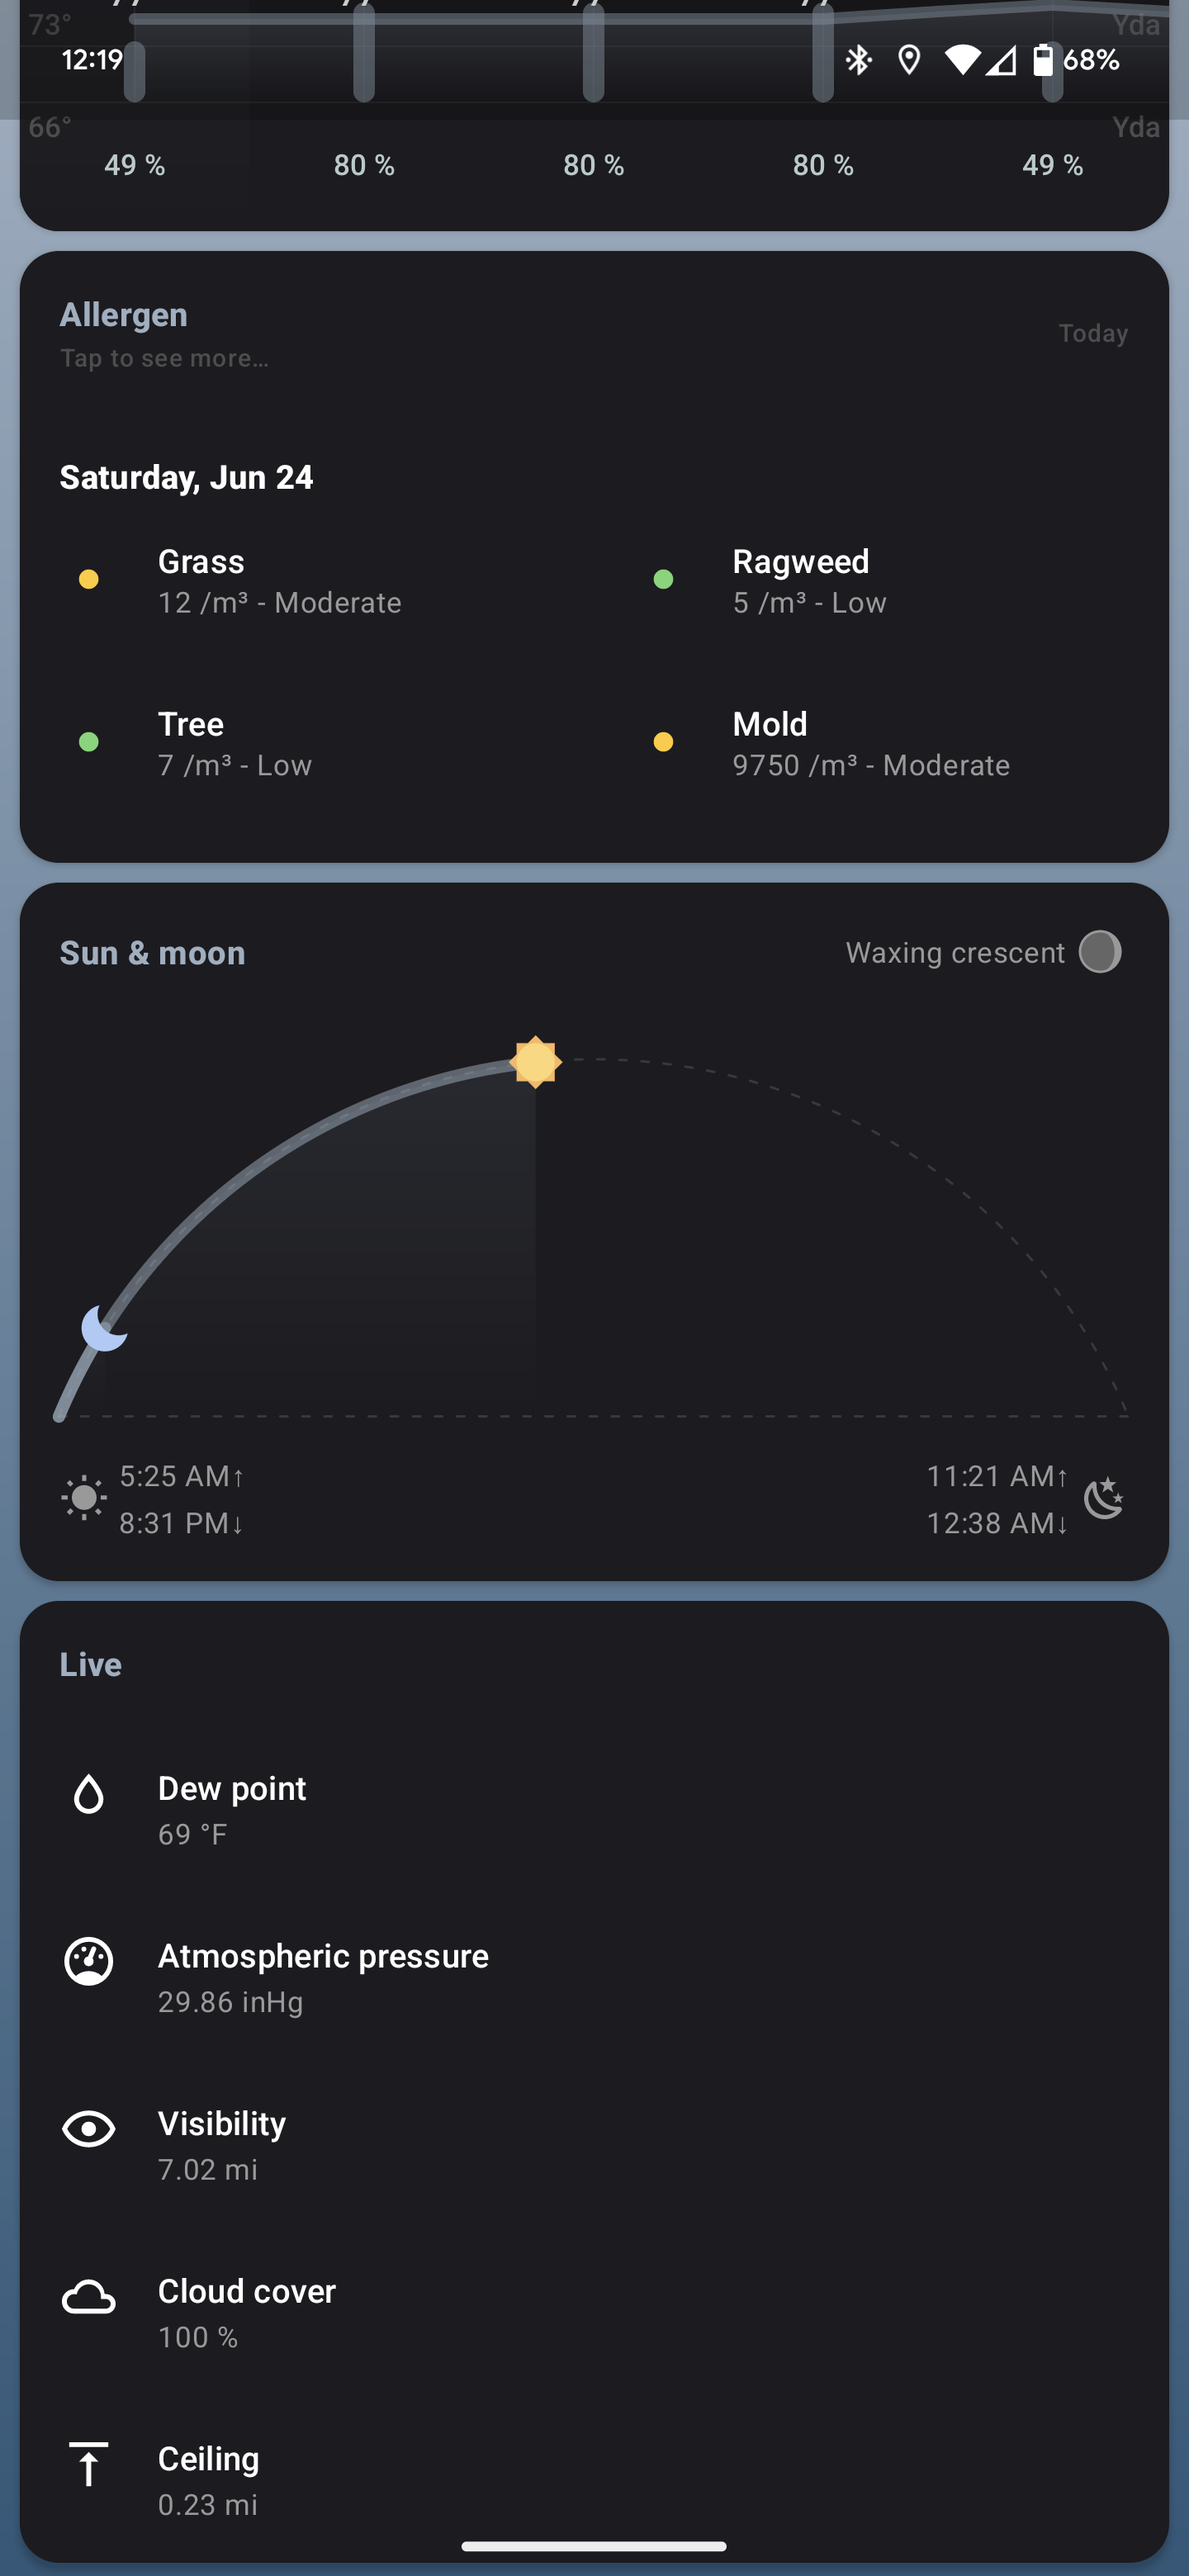 73° Yda
12:19 68%
66° Yda
49 % 80 % 80 % 80 % 49 %
Allergen
Tap to see more…
Today
Saturday, Jun 24
Grass
12 /m³ - Moderate
Ragweed
5 /m³ - Low
Tree
7 /m³ - Low
Mold
9750 /m³ - Moderate
Sun & moon
Waxing crescent
5:25 AM↑
8:31 PM↓
11:21 AM↑
12:38 AM↓
Live
Dew point
69 °F
Atmospheric pressure
29.86 inHg
Visibility
7.02 mi
Cloud cover
100 %
Ceiling
0.23 mi